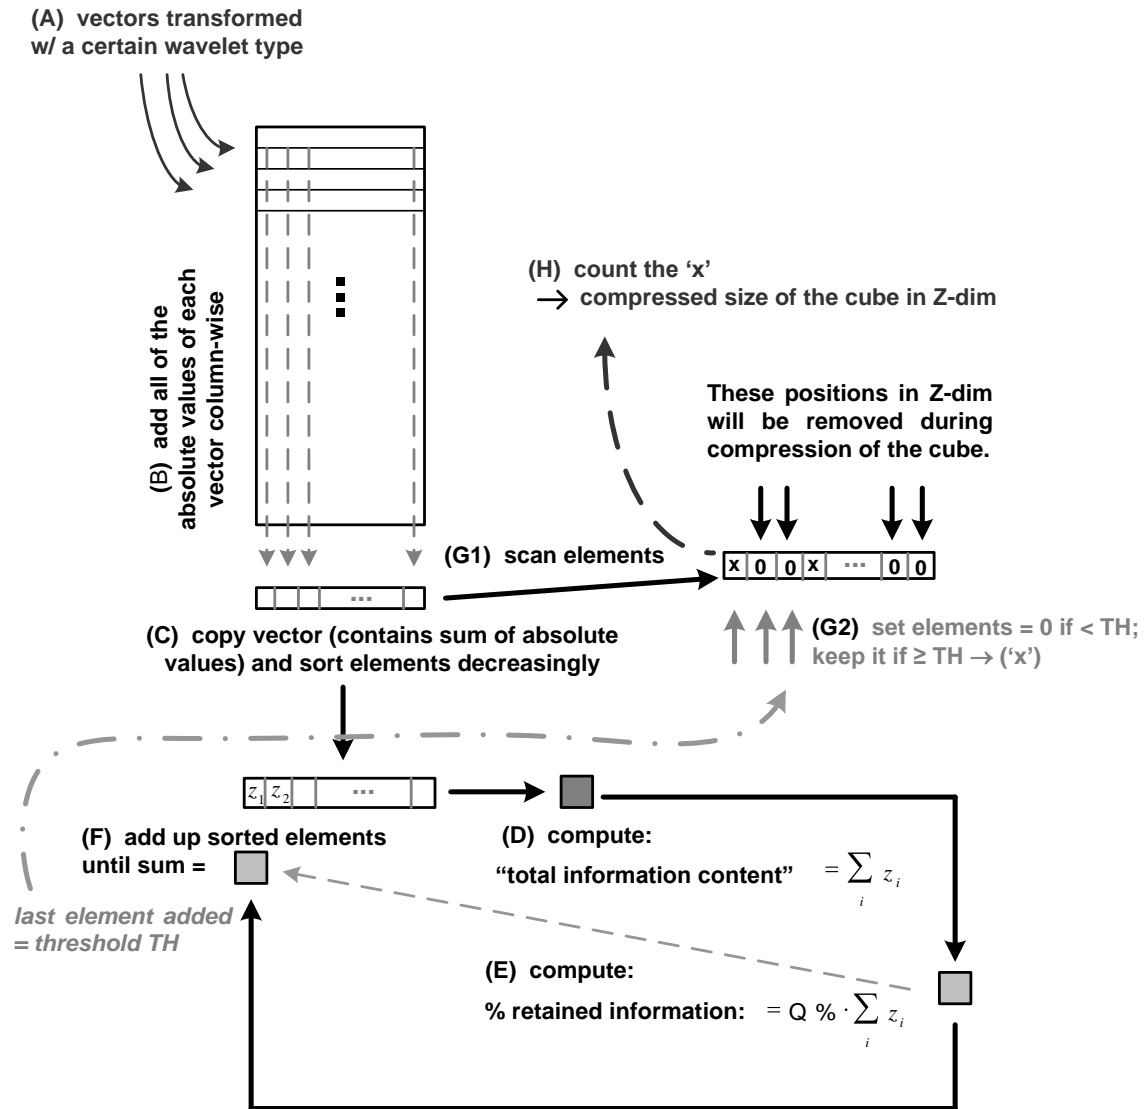 (A) vectors transformed
w/ a certain wavelet type
(B) add all of the
absolute values of each
vector column-wise
(H) count the ‘x’
→ compressed size of the cube in Z-dim
These positions in Z-dim
will be removed during
compression of the cube.
(G1) scan elements
x 0 0 x ... 0 0
...
(C) copy vector (contains sum of absolute
values) and sort elements decreasingly
(G2) set elements = 0 if < TH;
keep it if ≥ TH → (‘x’)
z₁ z₂ ...
(F) add up sorted elements
until sum =
(D) compute:
“total information content” = ∑ᵢ zᵢ
last element added
= threshold TH
(E) compute:
% retained information: = Q % · ∑ᵢ zᵢ